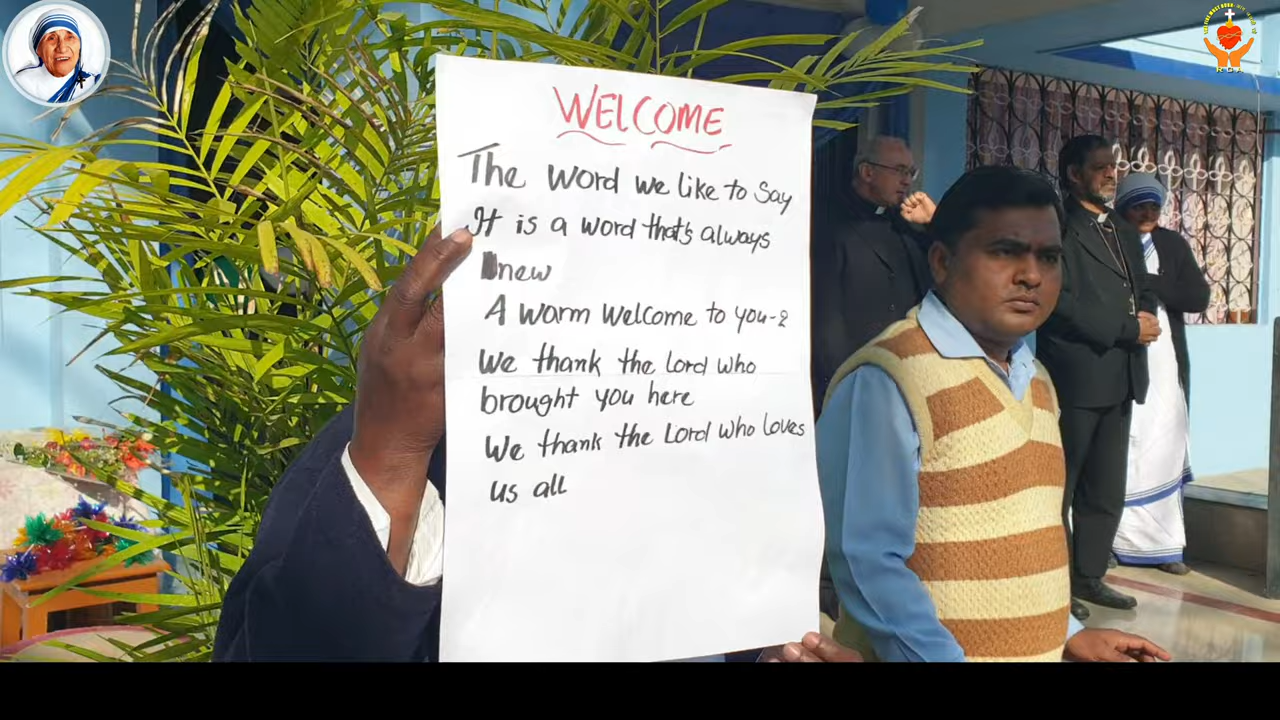 WELCOME
The word we like to say
It is a word that's always
new
A warm welcome to you-2
We thank the Lord who
brought you here
We thank the Lord who loves
us all
RCA